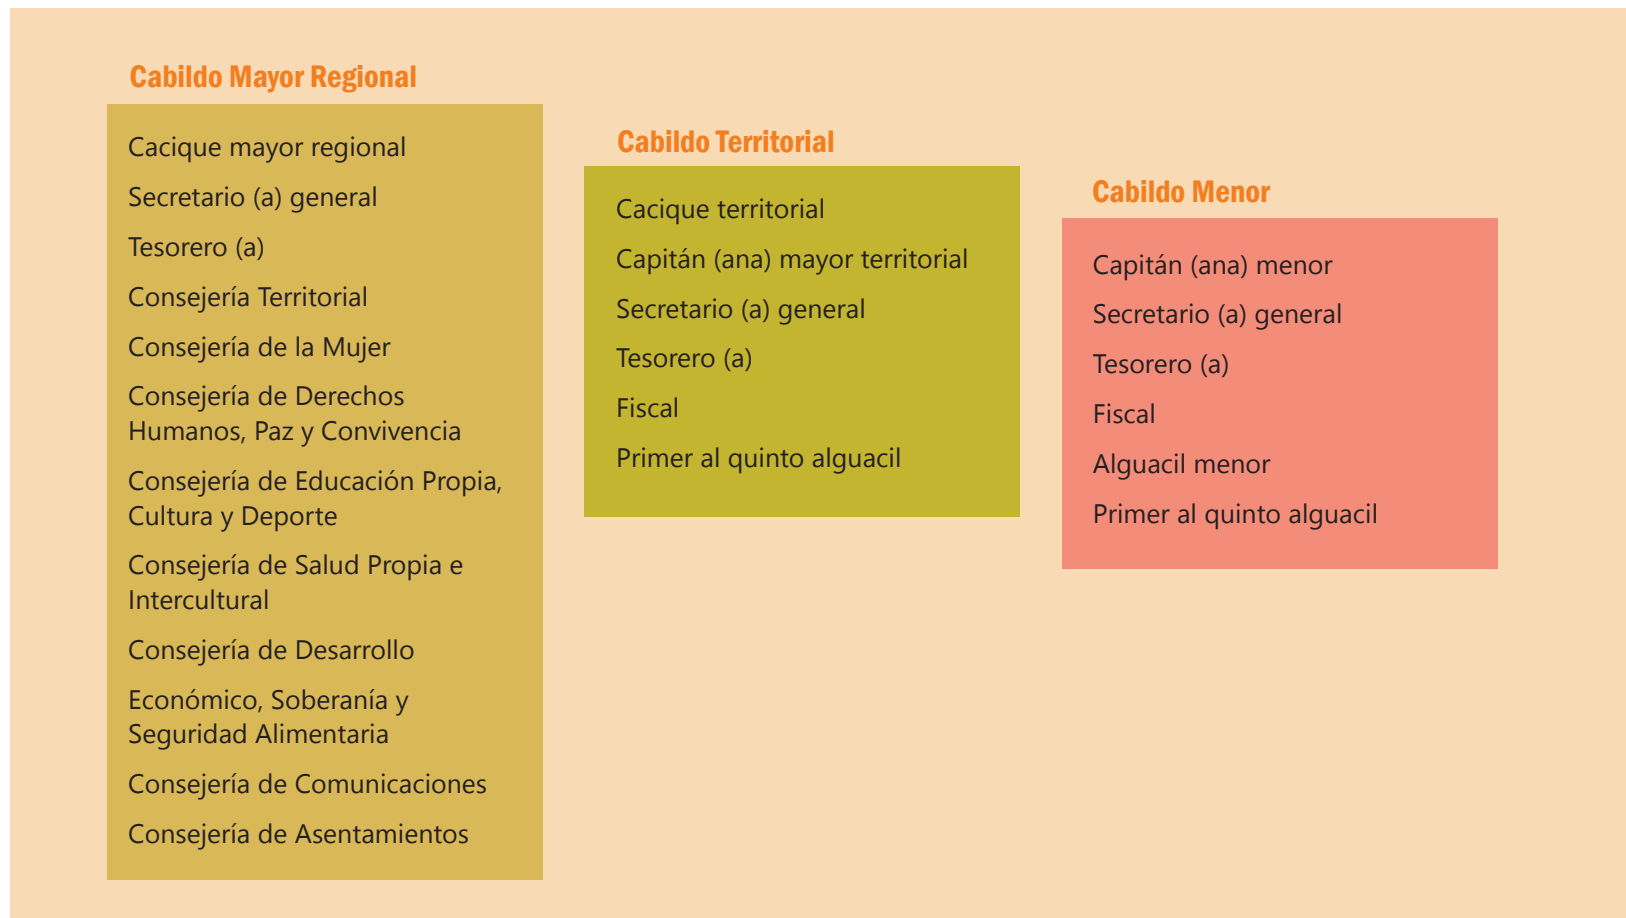 Cabildo Mayor Regional
Cacique mayor regional
Secretario (a) general
Tesorero (a)
Consejería Territorial
Consejería de la Mujer
Consejería de Derechos
Humanos, Paz y Convivencia
Consejería de Educación Propia,
Cultura y Deporte
Consejería de Salud Propia e
Intercultural
Consejería de Desarrollo
Económico, Soberanía y
Seguridad Alimentaria
Consejería de Comunicaciones
Consejería de Asentamientos
Cabildo Territorial
Cacique territorial
Capitán (ana) mayor territorial
Secretario (a) general
Tesorero (a)
Fiscal
Primer al quinto alguacil
Cabildo Menor
Capitán (ana) menor
Secretario (a) general
Tesorero (a)
Fiscal
Alguacil menor
Primer al quinto alguacil